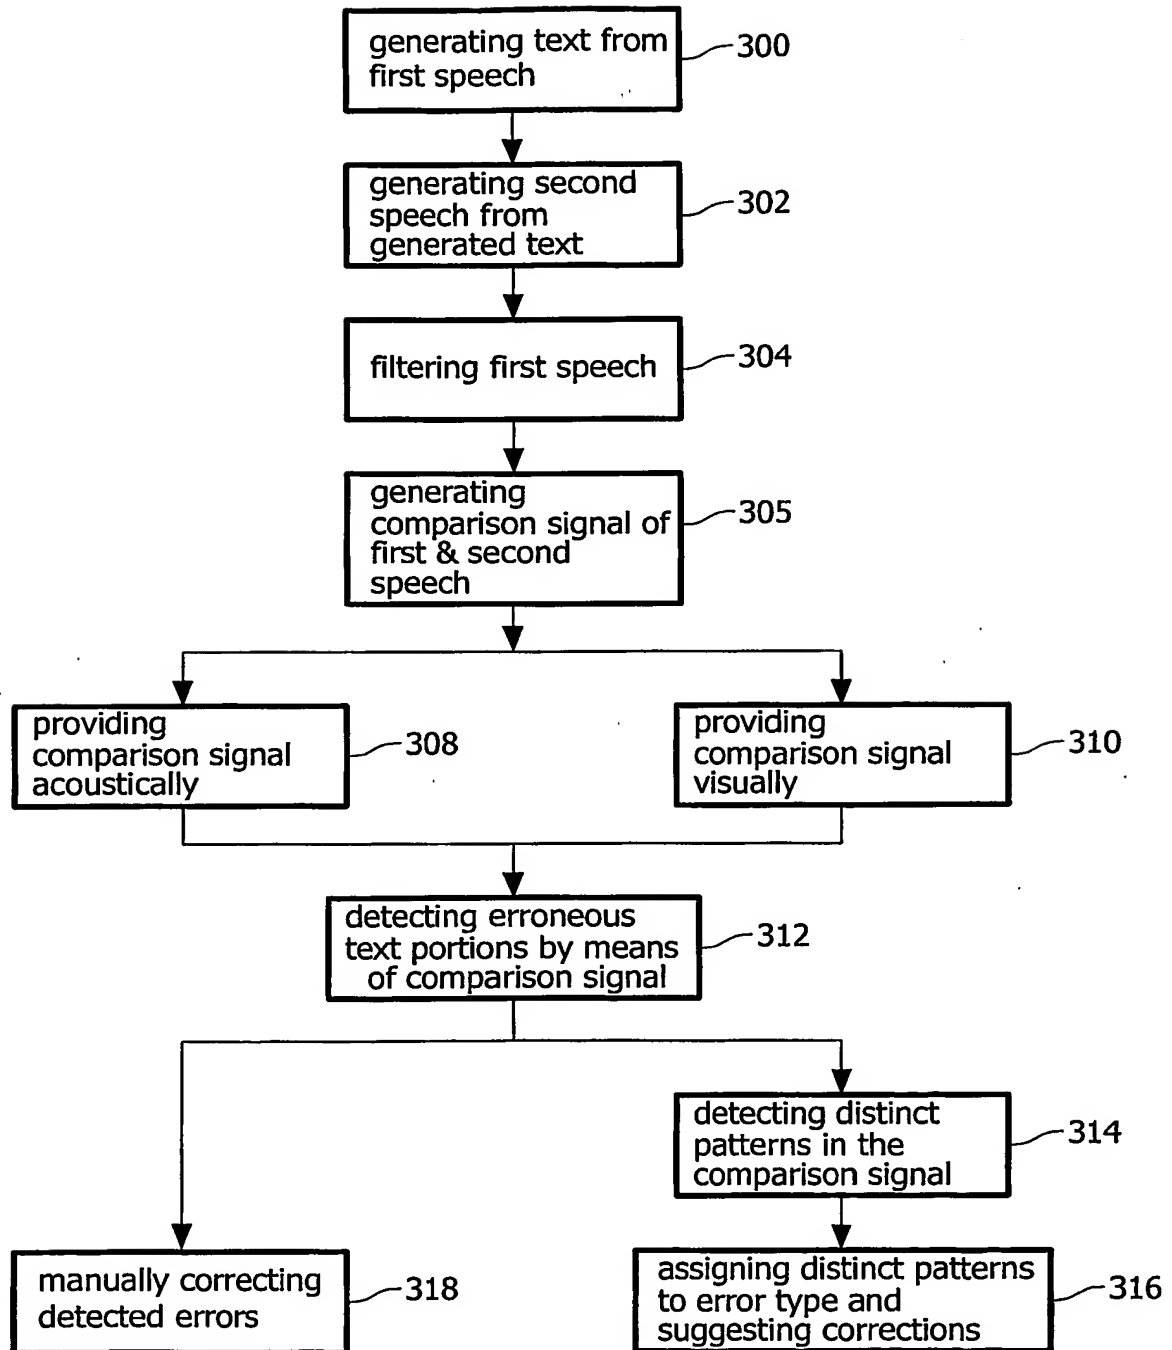 generating text from
first speech
300
generating second
speech from
generated text
302
filtering first speech
304
generating
comparison signal of
first & second
speech
305
providing
comparison signal
acoustically
308
providing
comparison signal
visually
310
detecting erroneous
text portions by means
of comparison signal
312
detecting distinct
patterns in the
comparison signal
314
manually correcting
detected errors
318
assigning distinct patterns
to error type and
suggesting corrections
316